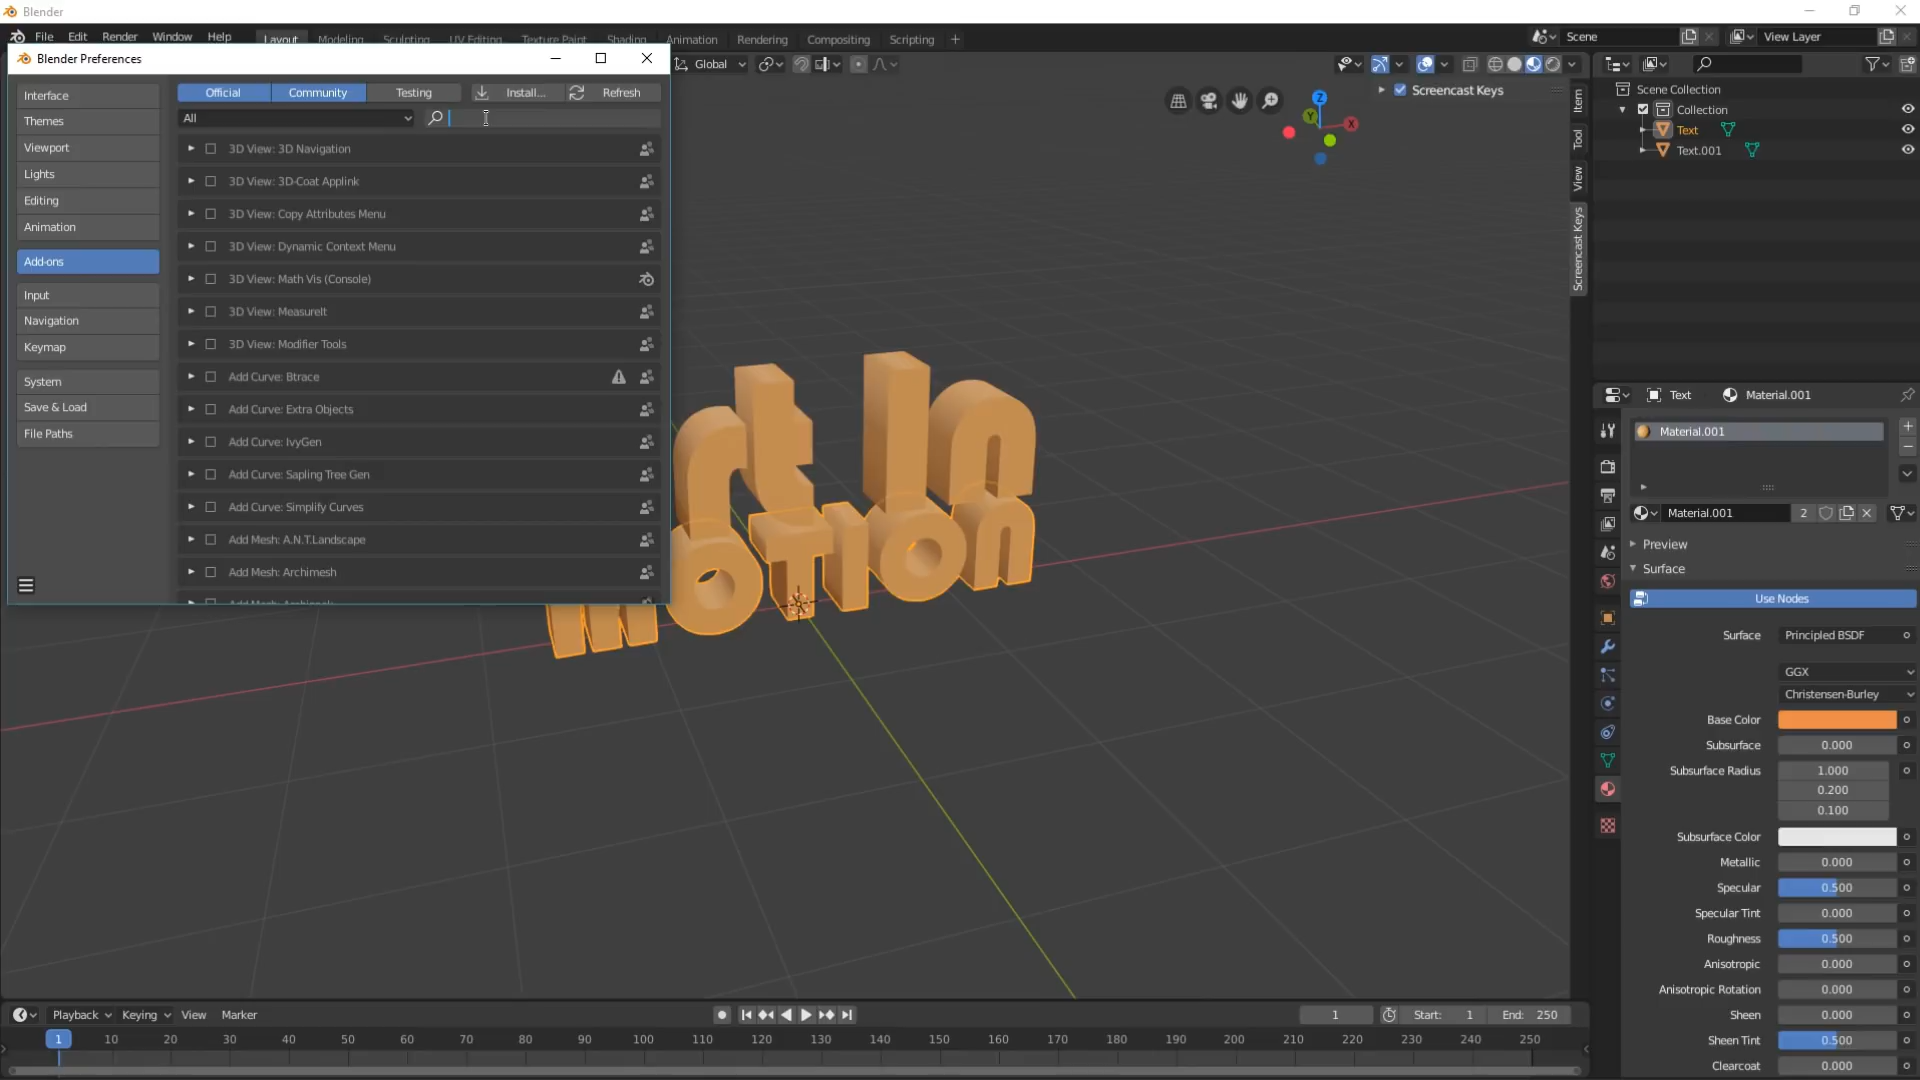 Blender
File Edit Render Window Help Layout Modeling Sculpting UV Editing Texture Paint Shading Animation Rendering Compositing Scripting Scene View Layer
Blender Preferences
Global
Interface
Themes
Viewport
Lights
Editing
Animation
Add-ons
Input
Navigation
Keymap
System
Save & Load
File Paths
Official Community Testing Install... Refresh
All
3D View: 3D Navigation
3D View: 3D-Coat Applink
3D View: Copy Attributes Menu
3D View: Dynamic Context Menu
3D View: Math Vis (Console)
3D View: MeasureIt
3D View: Modifier Tools
Add Curve: Btrace
Add Curve: Extra Objects
Add Curve: IvyGen
Add Curve: Sapling Tree Gen
Add Curve: Simplify Curves
Add Mesh: A.N.T.Landscape
Add Mesh: Archimesh
Screencast Keys
Z
Y
X
Item
Tool
View
Screencast Keys
rt In
moTIon
Scene Collection
Collection
Text
Text.001
Text Material.001
Material.001
Material.001 2
Preview
Surface
Use Nodes
Surface Principled BSDF
GGX
Christensen-Burley
Base Color
Subsurface 0.000
Subsurface Radius 1.000
0.200
0.100
Subsurface Color
Metallic 0.000
Specular 0.500
Specular Tint 0.000
Roughness 0.500
Anisotropic 0.000
Anisotropic Rotation 0.000
Sheen 0.000
Sheen Tint 0.500
Clearcoat 0.000
Playback Keying View Marker 1 Start: 1 End: 250
1 10 20 30 40 50 60 70 80 90 100 110 120 130 140 150 160 170 180 190 200 210 220 230 240 250